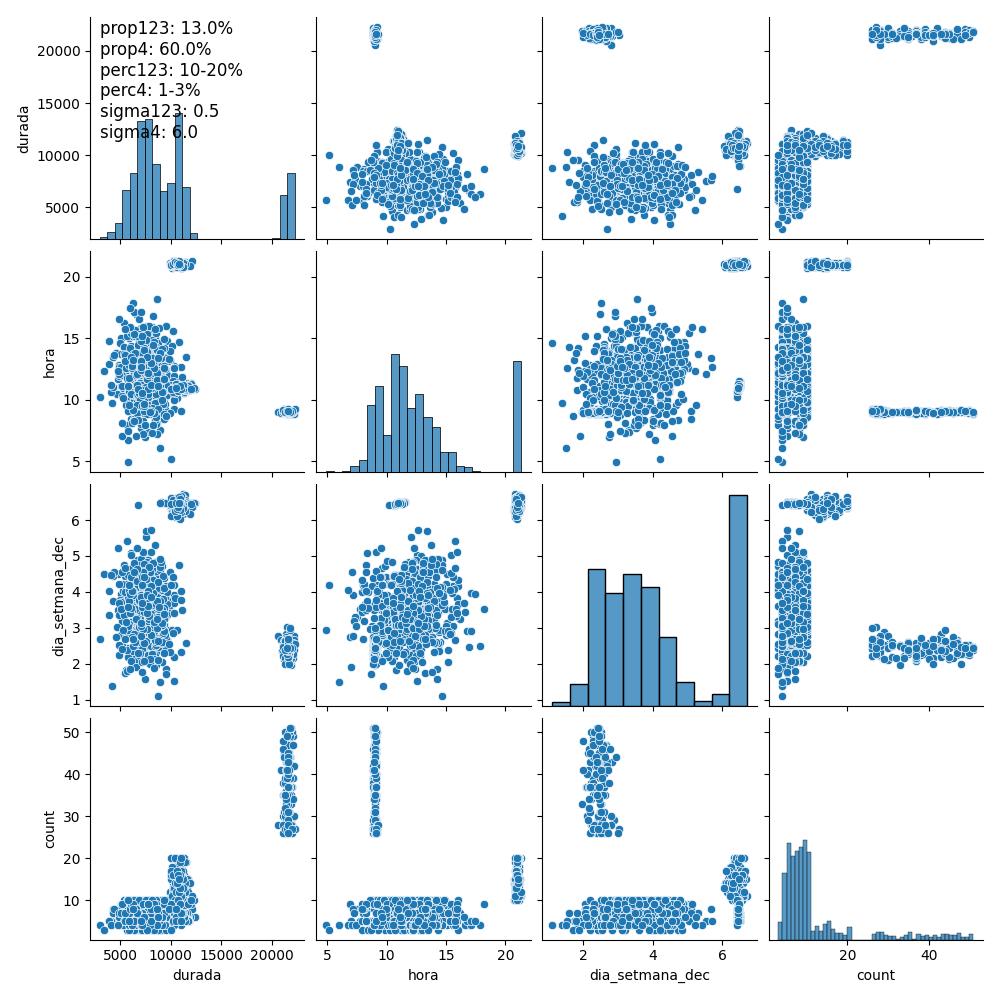 prop123: 13.0%
prop4: 60.0%
perc123: 10-20%
perc4: 1-3%
sigma123: 0.5
sigma4: 6.0
20000
15000
10000
5000
durada
20
15
10
5
hora
6
5
4
3
2
1
dia_setmana_dec
50
40
30
20
10
count
5000 10000 15000 20000
durada
5 10 15 20
hora
2 4 6
dia_setmana_dec
20 40
count